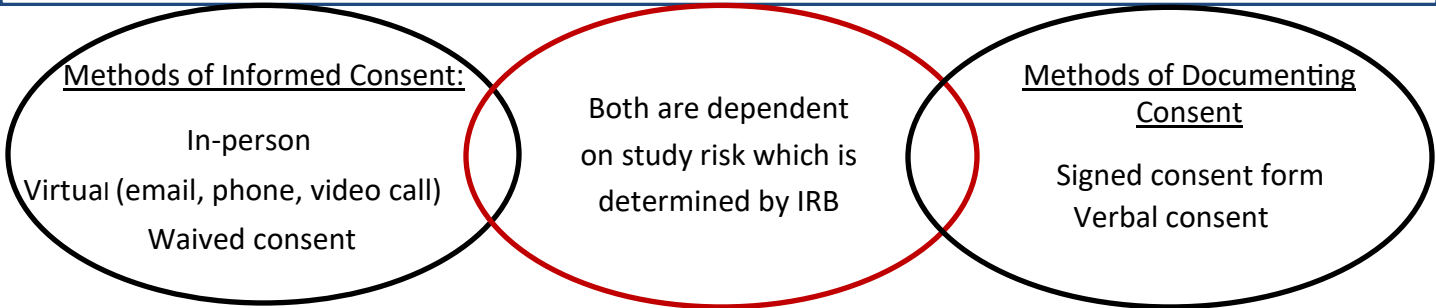 Methods of Informed Consent:
In-person
Virtual (email, phone, video call)
Waived consent
Both are dependent
on study risk which is
determined by IRB
Methods of Documenting
Consent
Signed consent form
Verbal consent